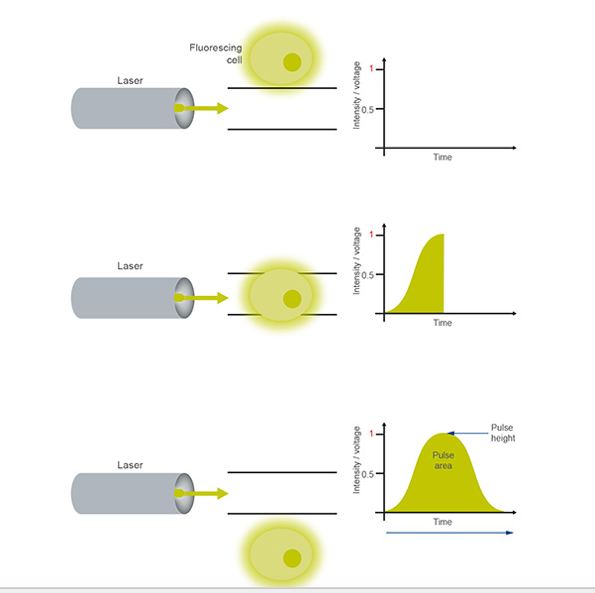 Fluorescing
cell
Laser
Intensity / voltage
1
0.5
Time
Laser
Intensity / voltage
1
0.5
Time
Laser
Intensity / voltage
1
0.5
Pulse
height
Pulse
area
Time